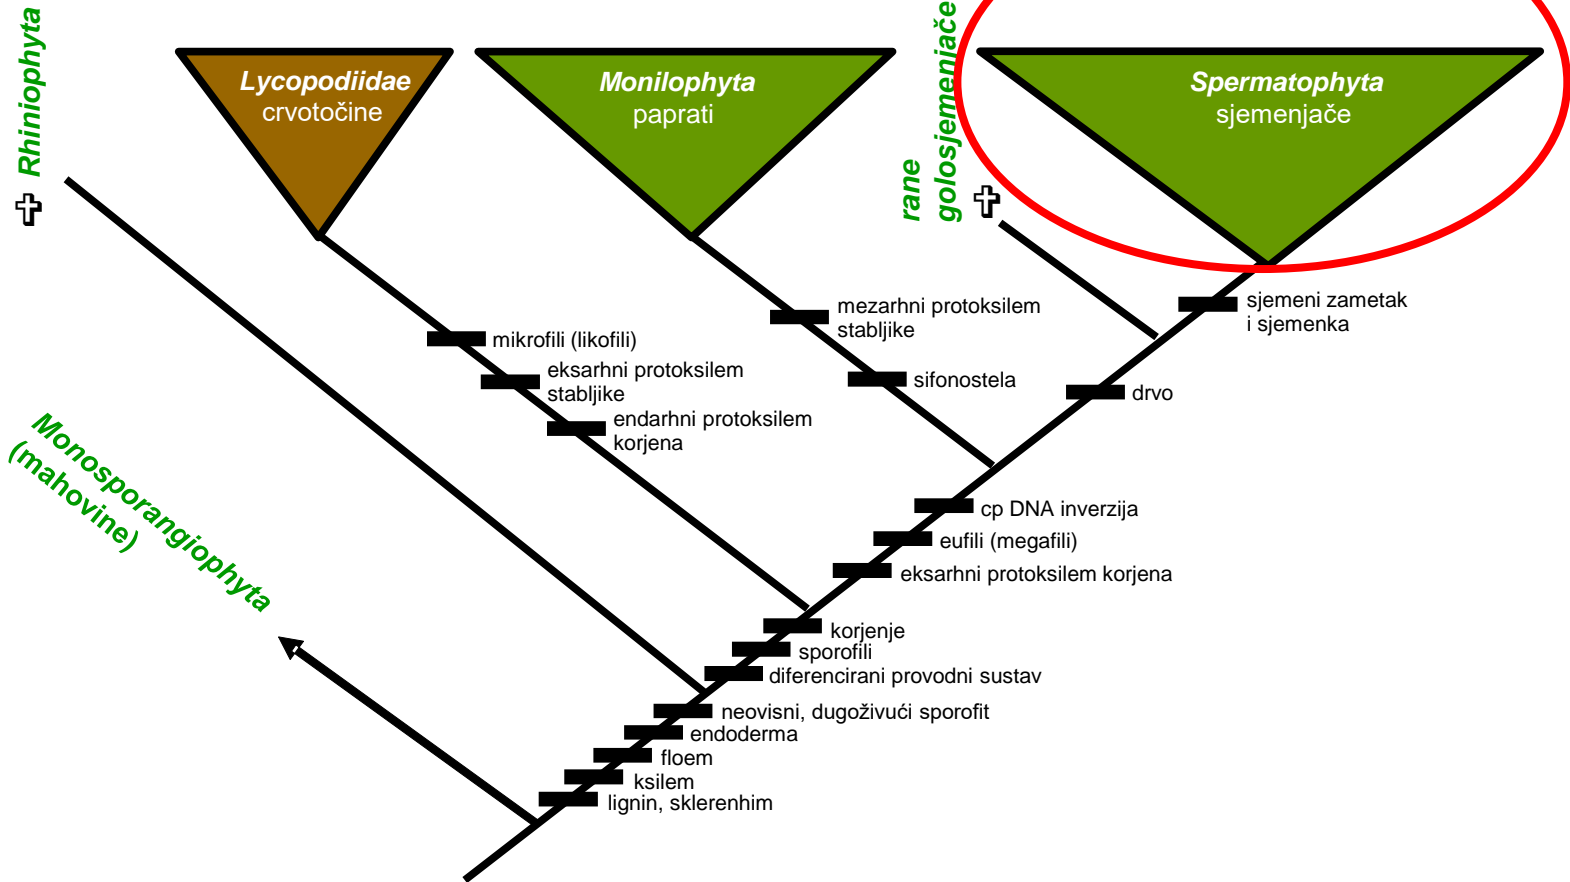 Rhiniophyta
✝
Lycopodiidae
crvotočine
Monilophyta
paprati
rane
golosjemenjače
✝
Spermatophyta
sjemenjače
sjemeni zametak
i sjemenka
mezarhni protoksilem
stabljike
mikrofili (likofili)
eksarhni protoksilem
stabljike
sifonostela
drvo
endarhni protoksilem
korjena
Monosporangiophyta
(mahovine)
cp DNA inverzija
eufili (megafili)
eksarhni protoksilem korjena
korjenje
sporofili
diferencirani provodni sustav
neovisni, dugoživući sporofit
endoderma
floem
ksilem
lignin, sklerenhim